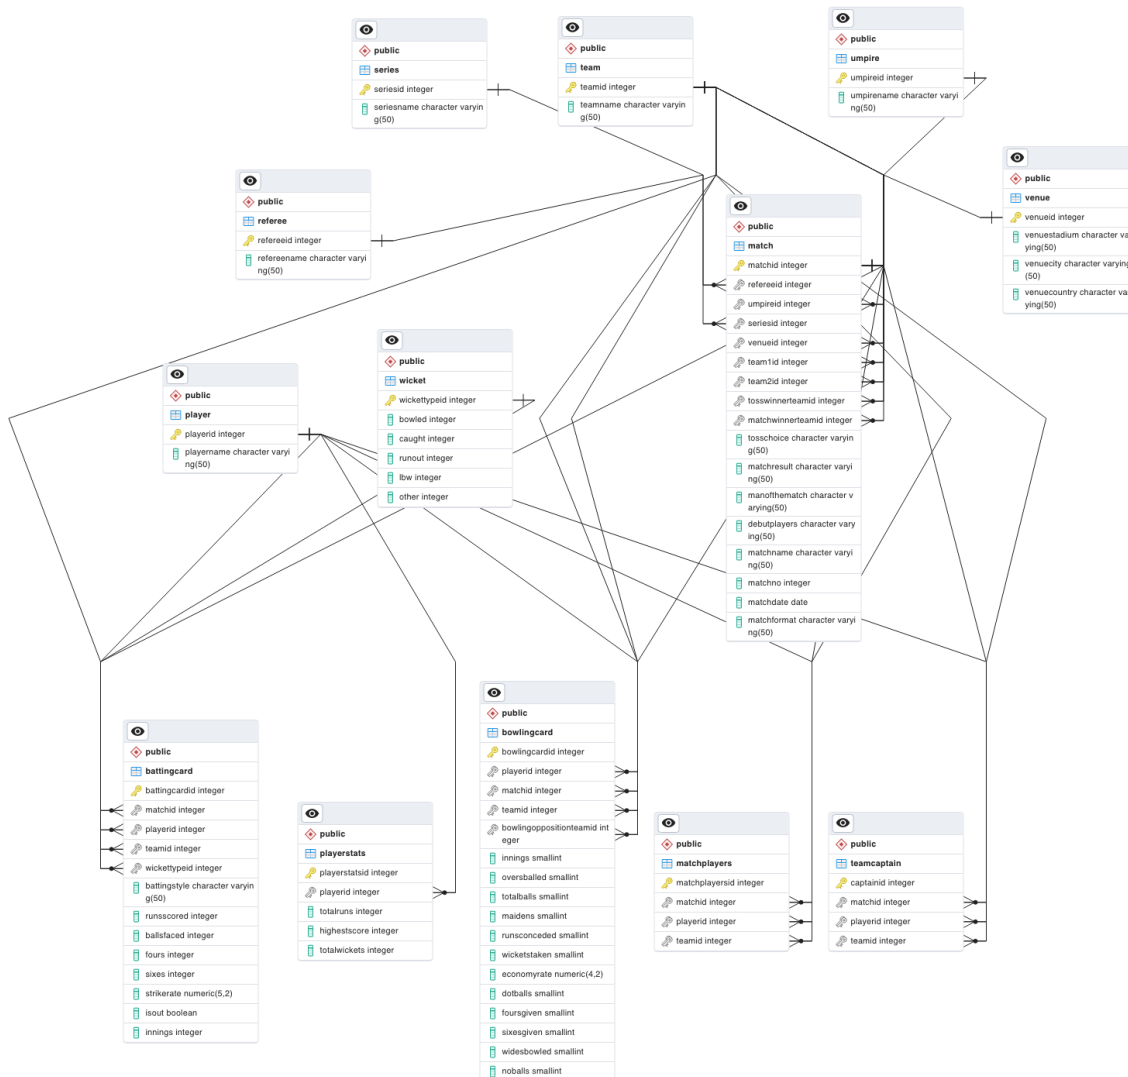 public
series
seriesid integer
seriesname character varyin
g(50)
public
team
teamid integer
teamname character varyin
g(50)
public
umpire
umpireid integer
umpirename character varyi
ng(50)
public
venue
venueid integer
venuestadium character va
ying(50)
venuecity character varying
(50)
venuecountry character va
ying(50)
public
referee
refereeid integer
refereename character varyi
ng(50)
public
match
matchid integer
refereeid integer
umpireid integer
seriesid integer
venueid integer
team1id integer
team2id integer
tosswinnerteamid integer
matchwinnerteamid integer
tosschoice character varyin
g(50)
matchresult character varyi
ng(50)
manofthematch character v
arying(50)
debutplayers character vary
ing(50)
matchname character varyi
ng(50)
matchno integer
matchdate date
matchformat character varyi
ng(50)
public
wicket
wickettypeid integer
bowled integer
caught integer
runout integer
lbw integer
other integer
public
player
playerid integer
playername character varyi
ng(50)
public
battingcard
battingcardid integer
matchid integer
playerid integer
teamid integer
wickettypeid integer
battingstyle character varyin
g(50)
runsscored integer
ballsfaced integer
fours integer
sixes integer
strikerate numeric(5,2)
isout boolean
innings integer
public
playerstats
playerstatsid integer
playerid integer
totalruns integer
highestscore integer
totalwickets integer
public
bowlingcard
bowlingcardid integer
playerid integer
matchid integer
teamid integer
bowlingoppositionteamid int
eger
innings smallint
oversballed smallint
totalballs smallint
maidens smallint
runsconceded smallint
wicketstaken smallint
economyrate numeric(4,2)
dotballs smallint
foursgiven smallint
sixesgiven smallint
widesbowled smallint
noballs smallint
public
matchplayers
matchplayersid integer
matchid integer
playerid integer
teamid integer
public
teamcaptain
captainid integer
matchid integer
playerid integer
teamid integer